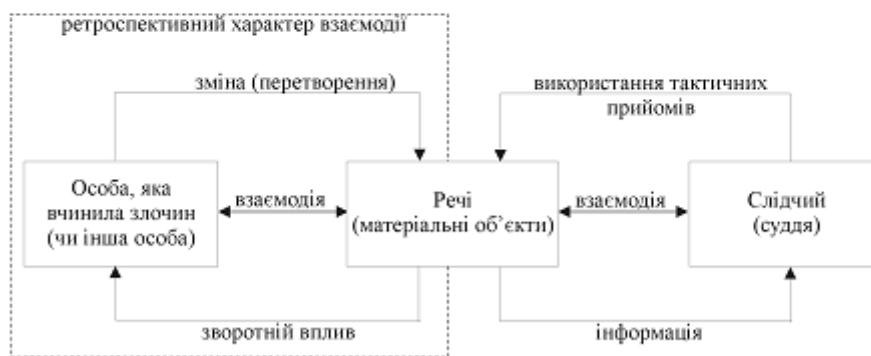 ретроспективний характер взаємодії
зміна (перетворення)
використання тактичних
прийомів
Особа, яка
вчинила злочин
(чи інша особа)
взаємодія
Речі
(матеріальні об’єкти)
взаємодія
Слідчий
(суддя)
зворотній вплив
інформація